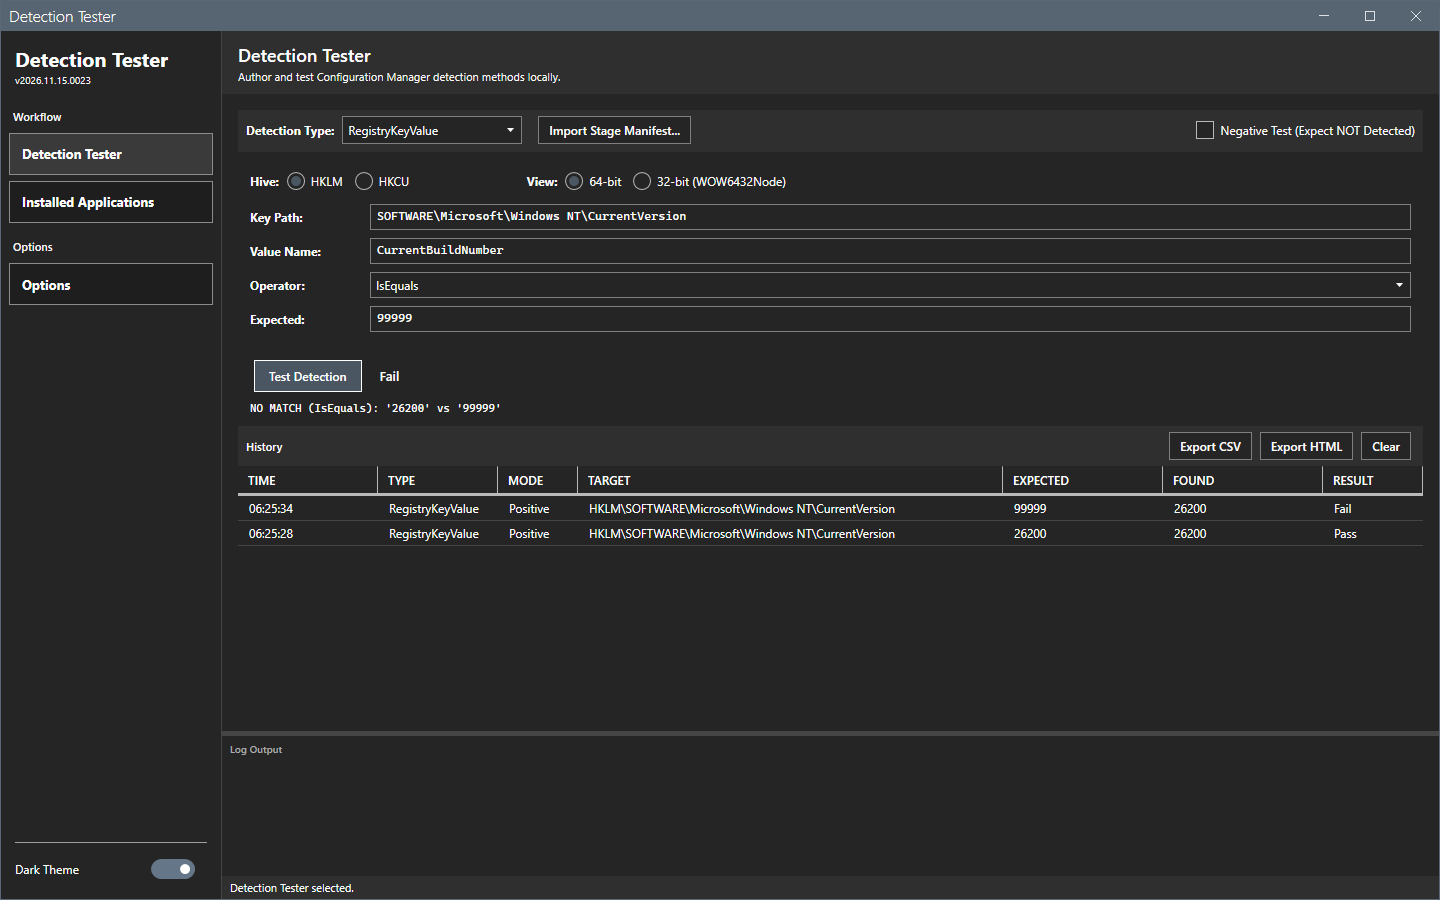 Detection Tester
Detection Tester
v2026.11.15.0023
Workflow
Detection Tester
Installed Applications
Options
Options
Dark Theme
Detection Tester
Author and test Configuration Manager detection methods locally.
Detection Type: RegistryKeyValue Import Stage Manifest... Negative Test (Expect NOT Detected)
Hive: HKLM HKCU View: 64-bit 32-bit (WOW6432Node)
Key Path: SOFTWARE\Microsoft\Windows NT\CurrentVersion
Value Name: CurrentBuildNumber
Operator: IsEquals
Expected: 99999
Test Detection Fail
NO MATCH (IsEquals): '26200' vs '99999'
History Export CSV Export HTML Clear
TIME TYPE MODE TARGET EXPECTED FOUND RESULT
06:25:34 RegistryKeyValue Positive HKLM\SOFTWARE\Microsoft\Windows NT\CurrentVersion 99999 26200 Fail
06:25:28 RegistryKeyValue Positive HKLM\SOFTWARE\Microsoft\Windows NT\CurrentVersion 26200 26200 Pass
Log Output
Detection Tester selected.